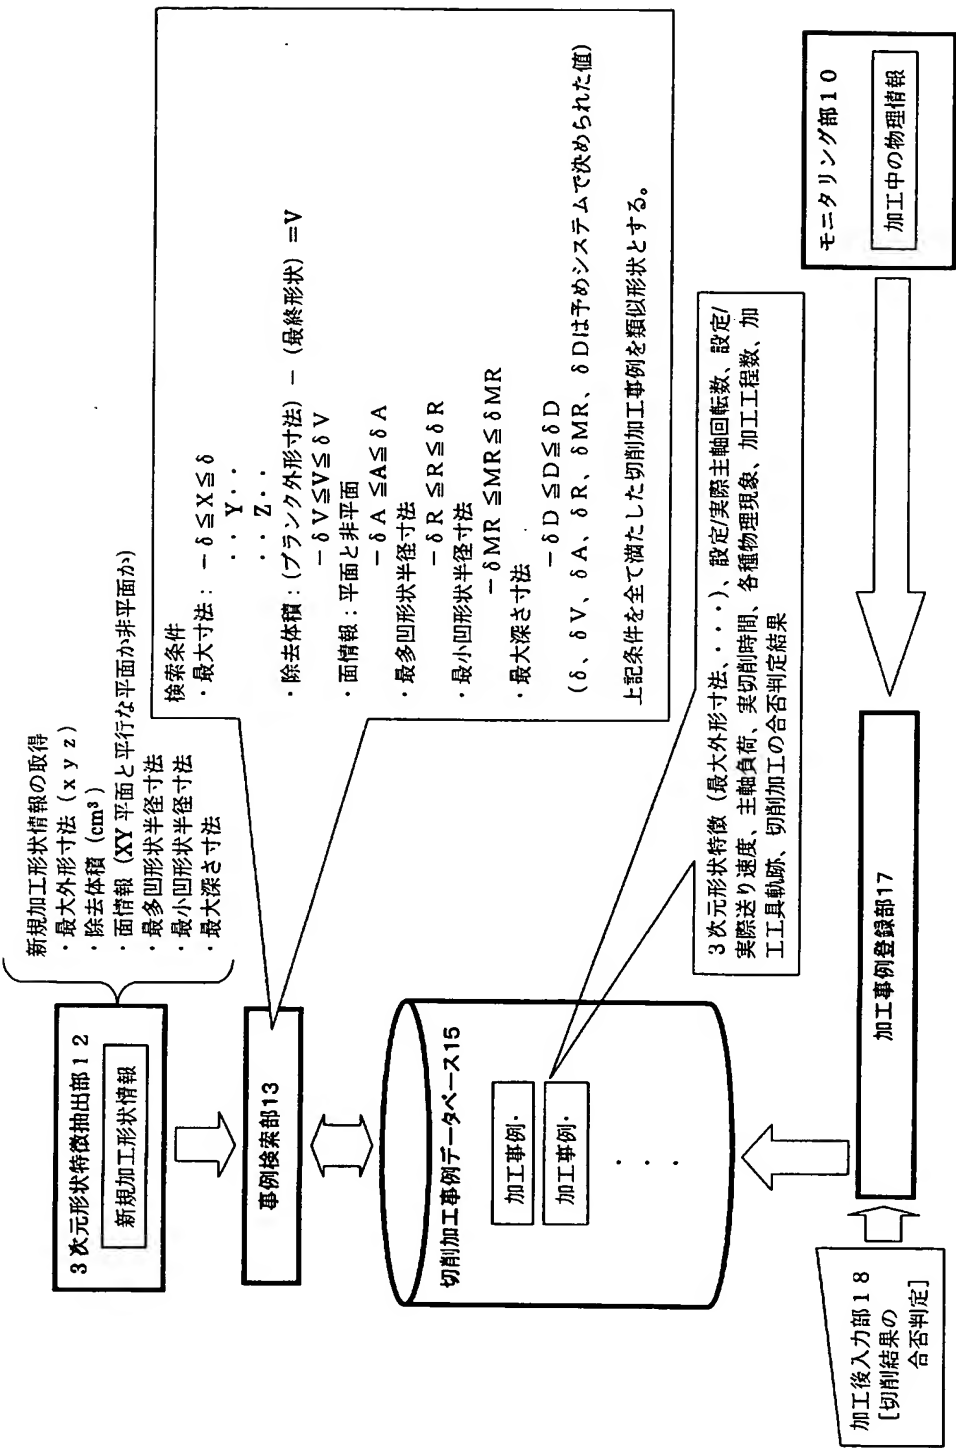 3次元形状特徴抽出部12
新規加工形状情報
新規加工形状情報の取得
・最大外形寸法（xyz）
・除去体積（cm³）
・面情報（XY平面と平行な平面か非平面か）
・最多凹形状半径寸法
・最小凹形状半径寸法
・最大深さ寸法
事例検索部13
検索条件
・最大寸法：－δ≦X≦δ
・・Y・・
・・Z・・
・除去体積：（ブランク外形寸法）－（最終形状）＝V
－δV≦V≦δV
・面情報：平面と非平面
－δA≦A≦δA
・最多凹形状半径寸法
－δR≦R≦δR
・最小凹形状半径寸法
－δMR≦MR≦δMR
・最大深さ寸法
－δD≦D≦δD
（δ、δV、δA、δR、δMR、δDは予めシステムで決められた値）
上記条件を全て満たした切削加工事例を類似形状とする。
切削加工事例データベース15
加工事例・
加工事例・
・・・
3次元形状特徴（最大外形寸法、・・・）、設定/実際主軸回転数、設定/
実際送り速度、主軸負荷、実切削時間、各種物理現象、加工工程数、加
工工具軌跡、切削加工の合否判定結果
加工後入力部18
［切削結果の
合否判定］
加工事例登録部17
モニタリング部10
加工中の物理情報